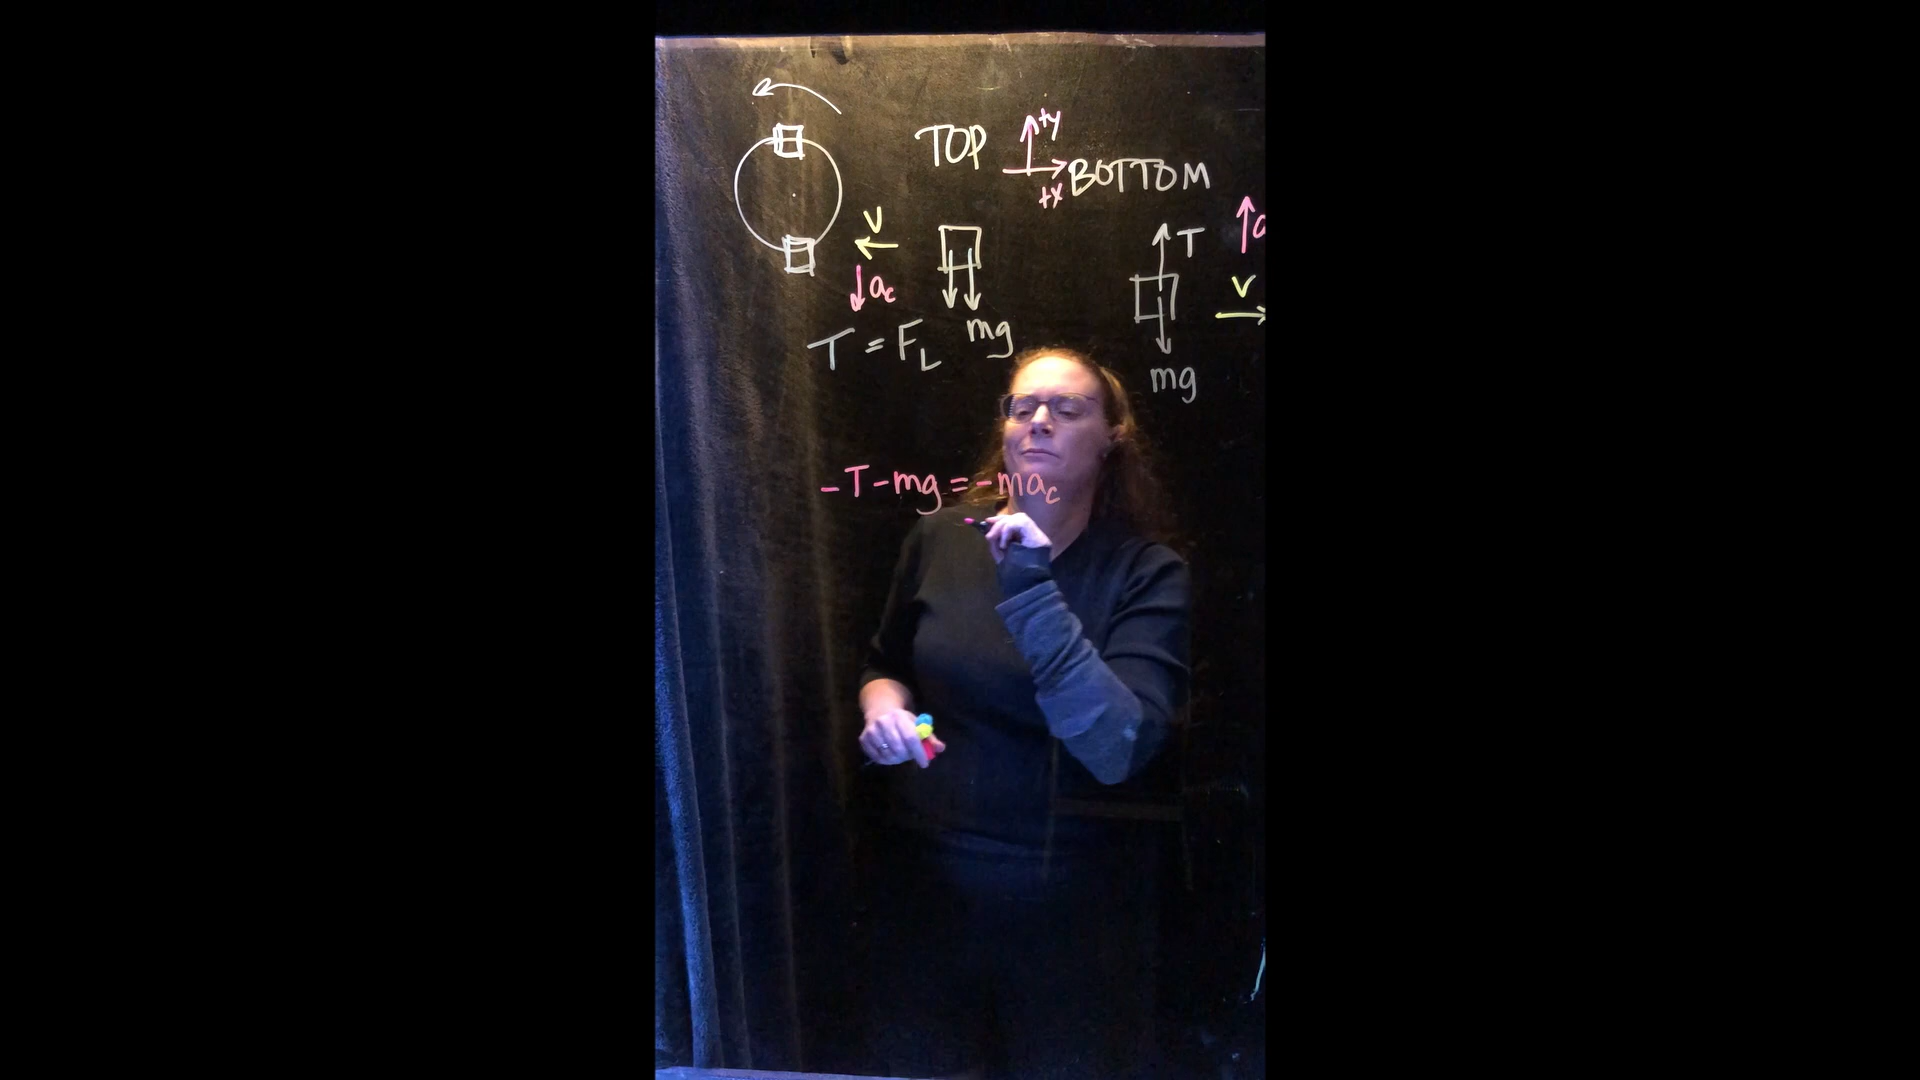 TOP
+y
+x
BOTTOM
v
a_c
T = F_L
mg
T
a
v
mg
-T-mg=-ma_c